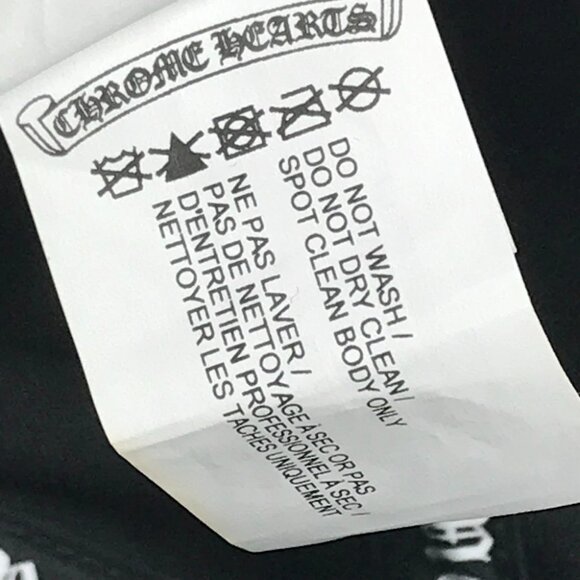 CHROME HEARTS
DO NOT WASH /
DO NOT DRY CLEAN /
SPOT CLEAN BODY ONLY
NE PAS LAVER /
PAS DE NETTOYAGE À SEC OR PAS
D'ENTRETIEN PROFESSIONNEL À SEC /
NETTOYER LES TACHES UNIQUEMENT